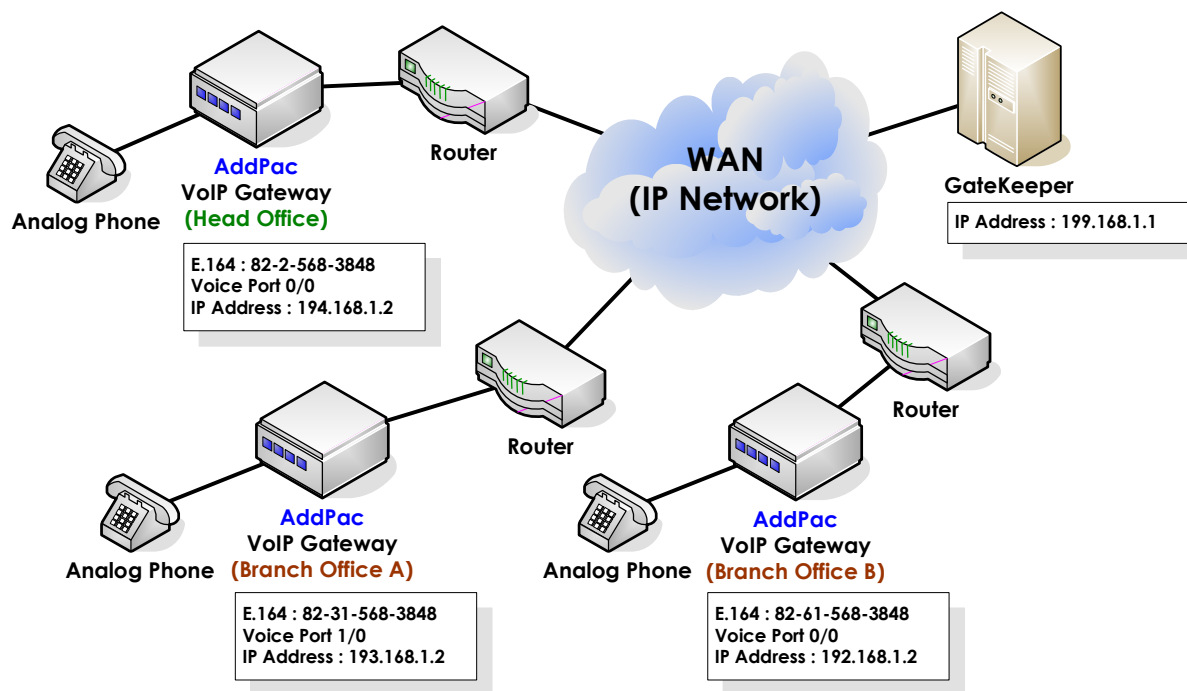 Analog Phone
AddPac
VoIP Gateway
(Head Office)
E.164 : 82-2-568-3848
Voice Port 0/0
IP Address : 194.168.1.2
Router
WAN
(IP Network)
GateKeeper
IP Address : 199.168.1.1
Router
Router
Analog Phone
AddPac
VoIP Gateway
(Branch Office A)
E.164 : 82-31-568-3848
Voice Port 1/0
IP Address : 193.168.1.2
Analog Phone
AddPac
VoIP Gateway
(Branch Office B)
E.164 : 82-61-568-3848
Voice Port 0/0
IP Address : 192.168.1.2